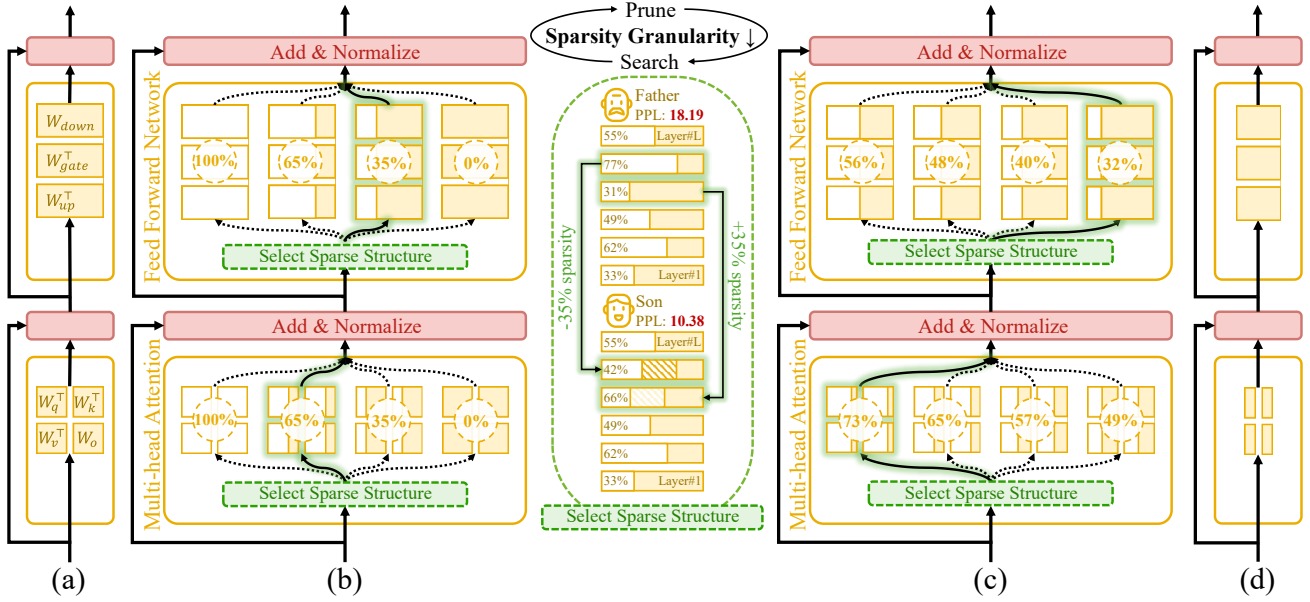 Add & Normalize
Feed Forward Network
W_down
W_gate^⊤
W_up^⊤
100%
65%
35%
0%
Select Sparse Structure
Add & Normalize
Multi-head Attention
W_q^⊤
W_k^⊤
W_v^⊤
W_o
100%
65%
35%
0%
Select Sparse Structure
Prune
Sparsity Granularity ↓
Search
Father
PPL: 18.19
55% Layer#L
77%
31%
49%
62%
33% Layer#1
-35% sparsity
+35% sparsity
Son
PPL: 10.38
55% Layer#L
42%
66%
49%
62%
33% Layer#1
Select Sparse Structure
Add & Normalize
Feed Forward Network
56%
48%
40%
32%
Select Sparse Structure
Add & Normalize
Multi-head Attention
73%
65%
57%
49%
Select Sparse Structure
(a)
(b)
(c)
(d)